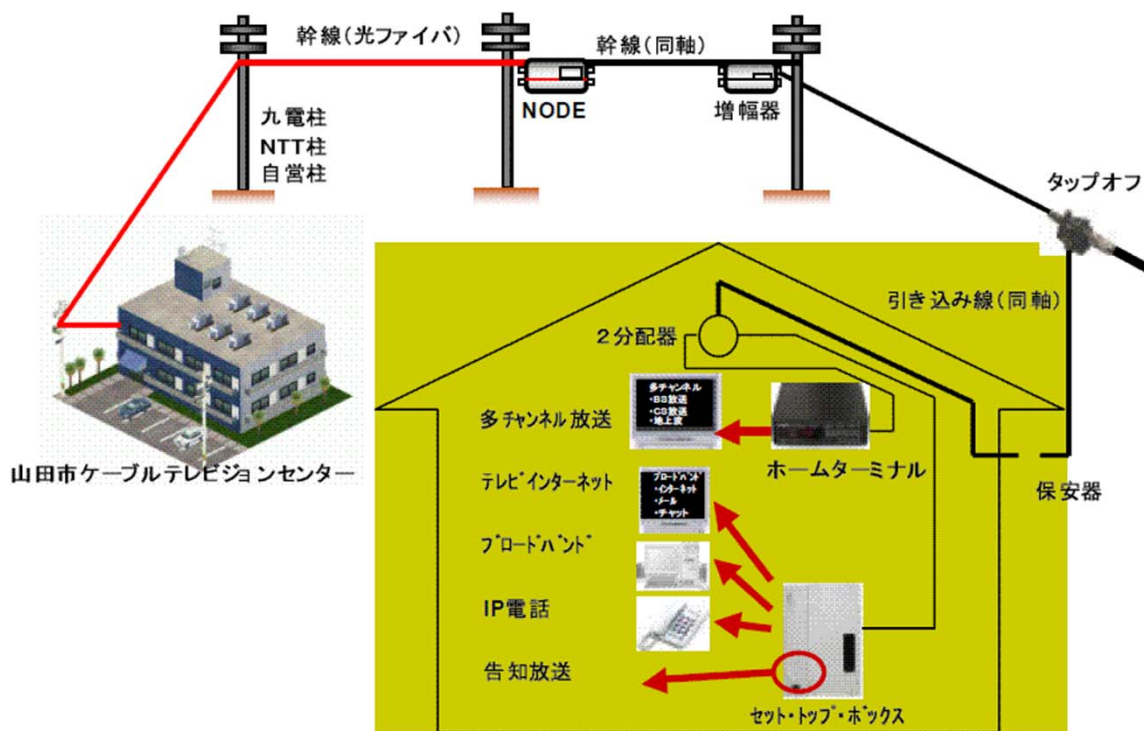 幹線(光ファイバ)
幹線(同軸)
NODE
増幅器
九電柱
NTT柱
自営柱
タップオフ
山田市ケーブルテレビジョンセンター
引き込み線(同軸)
2分配器
多チャンネル
・BS放送
・CS放送
・地上波
多チャンネル放送
ホームターミナル
保安器
テレビインターネット
ブロードバンド
・インターネット
・メール
・チャット
ブロードバンド
IP電話
告知放送
セット・トップ・ボックス